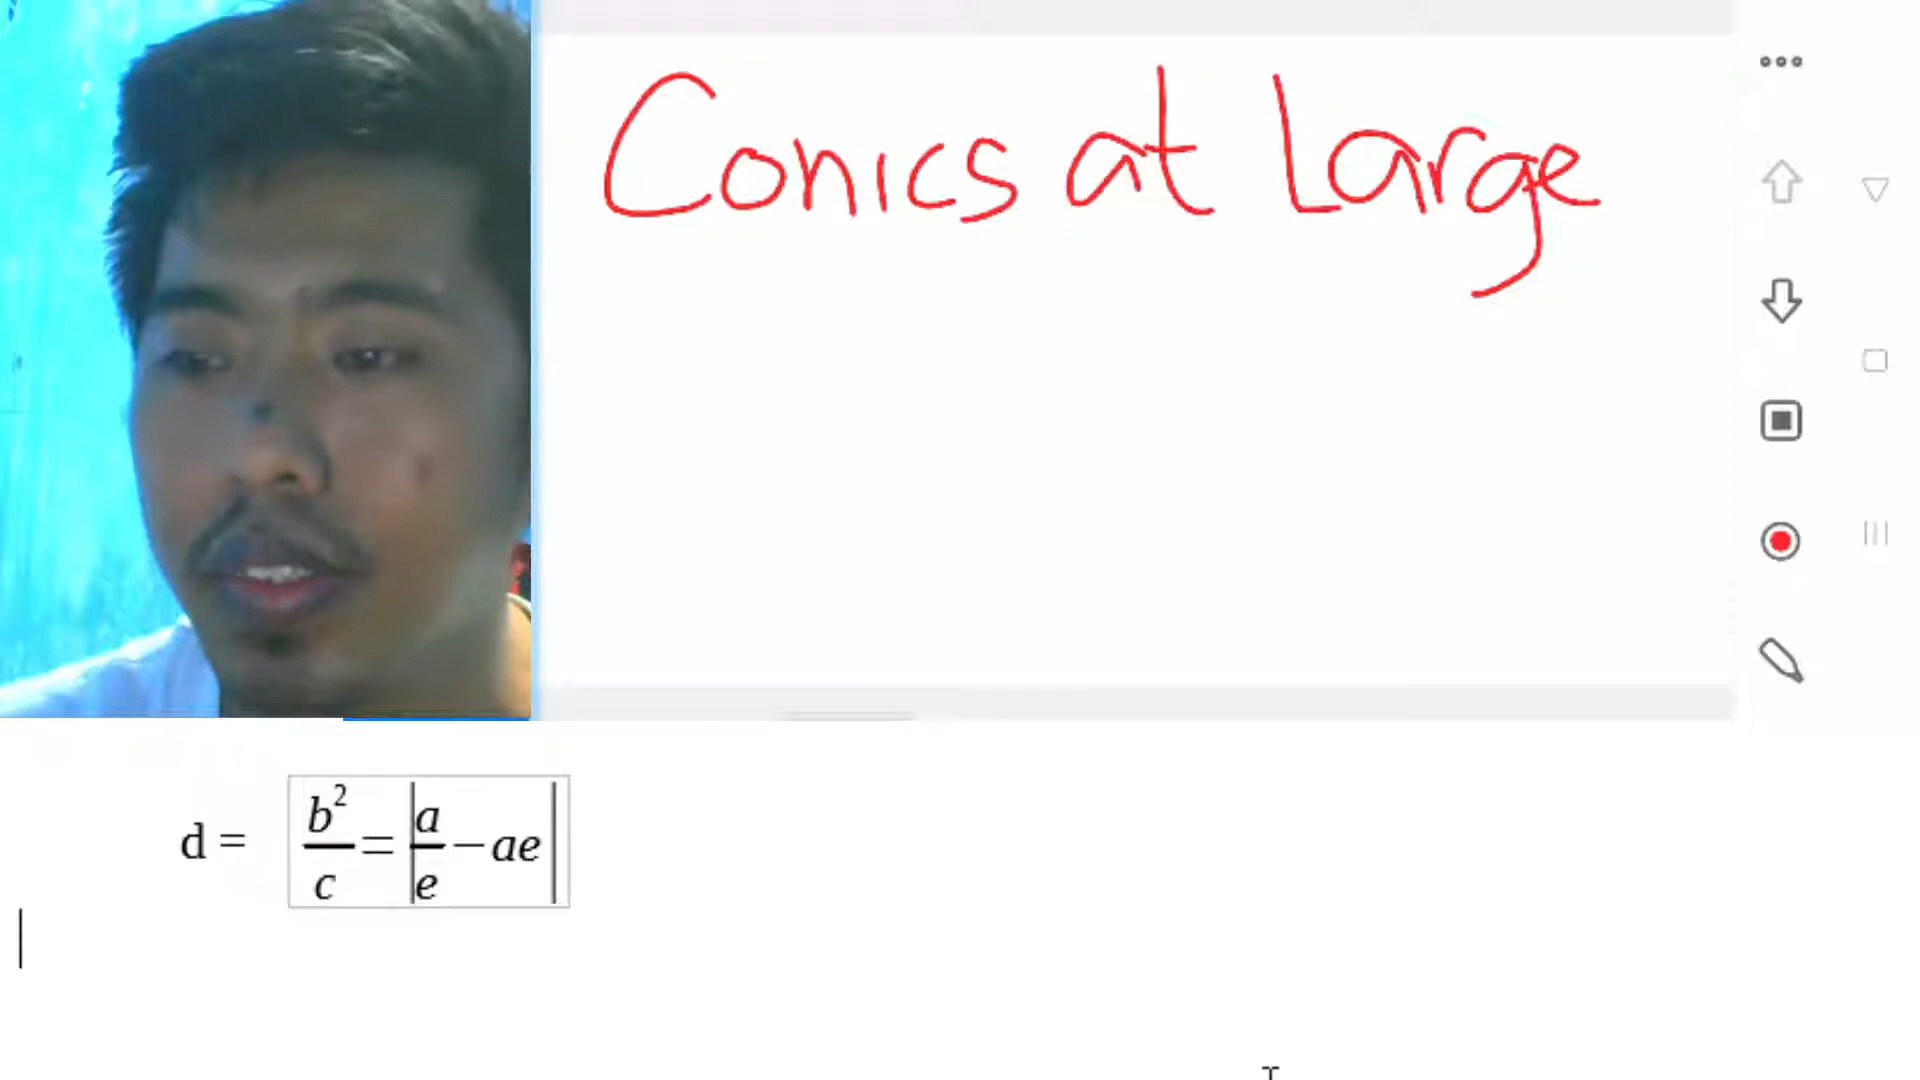 Conics at Large
d = b²/c = |a/e − ae|